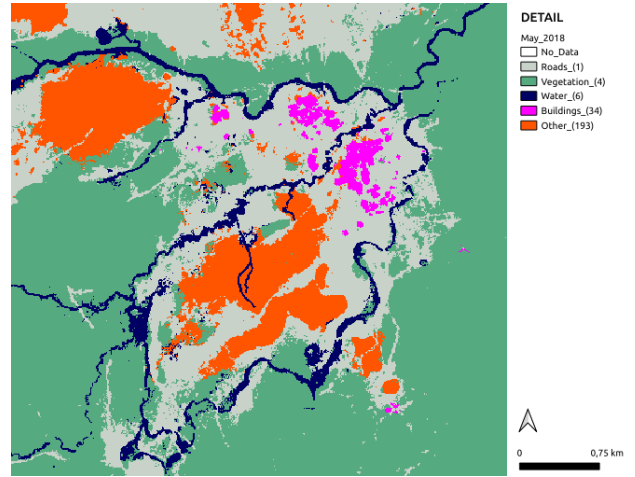 DETAIL
May_2018
No_Data
Roads_(1)
Vegetation_(4)
Water_(6)
Buildings_(34)
Other_(193)
0 0,75 km